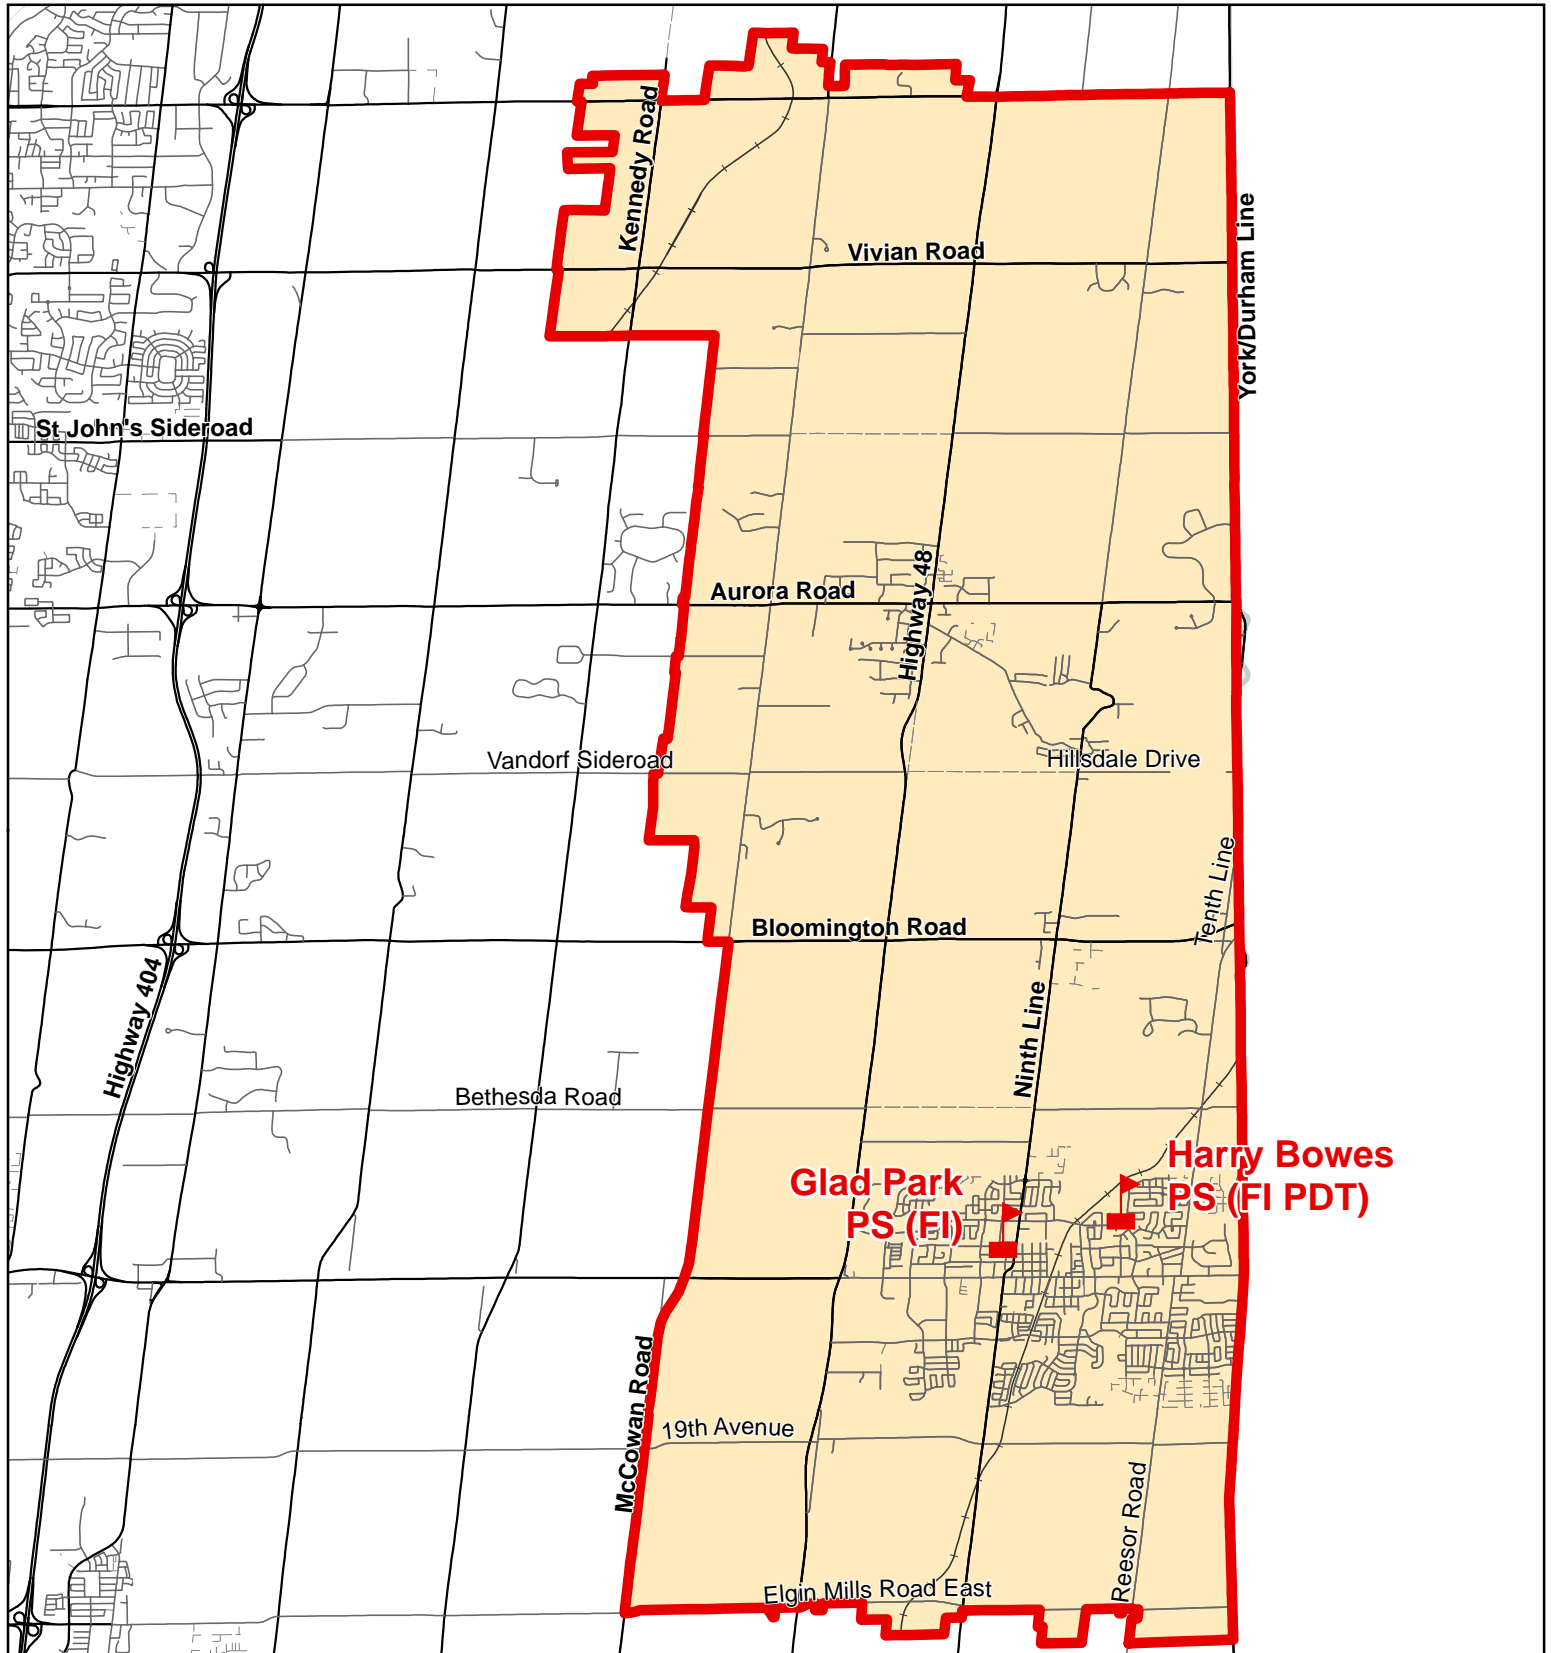 Kennedy Road
Vivian Road
York/Durham Line
St John's Sideroad
Aurora Road
Highway 48
Vandorf Sideroad
Hillsdale Drive
Tenth Line
Bloomington Road
Highway 404
Ninth Line
Bethesda Road
Harry Bowes
PS (FI PDT)
Glad Park
PS (FI)
McCowan Road
19th Avenue
Reesor Road
Elgin Mills Road East